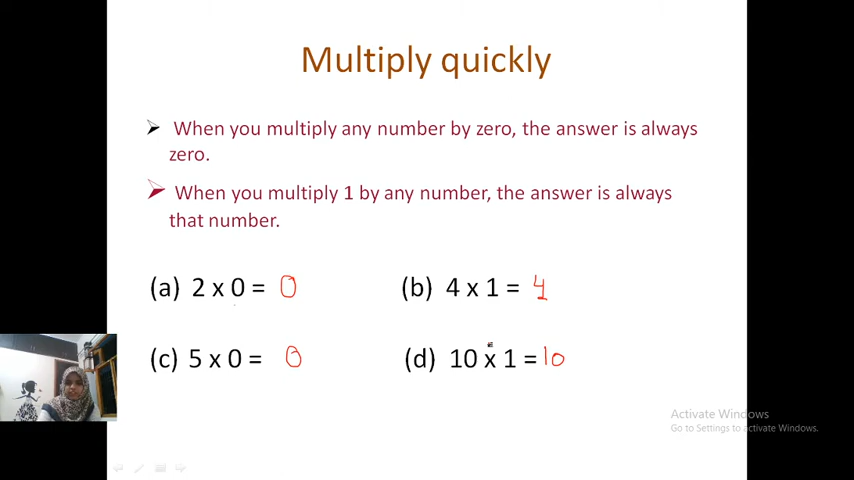 Multiply quickly
➢ When you multiply any number by zero, the answer is always
zero.
➢ When you multiply 1 by any number, the answer is always
that number.
(a) 2 x 0 = 0
(b) 4 x 1 = 4
(c) 5 x 0 = 0
(d) 10 x 1 = 10
Activate Windows
Go to Settings to activate Windows.